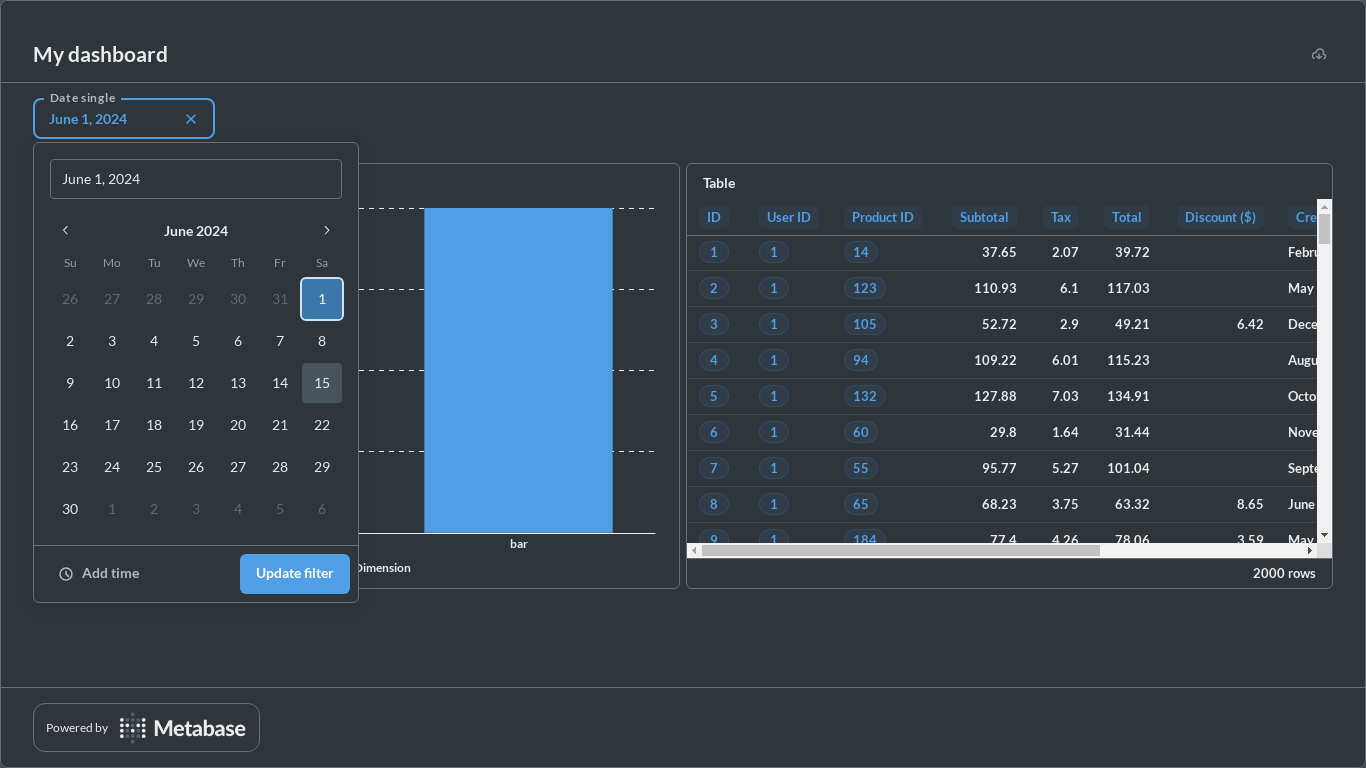 My dashboard
Date single
June 1, 2024
June 1, 2024
June 2024
Su Mo Tu We Th Fr Sa
26 27 28 29 30 31 1
2 3 4 5 6 7 8
9 10 11 12 13 14 15
16 17 18 19 20 21 22
23 24 25 26 27 28 29
30 1 2 3 4 5 6
Add time
Update filter
bar
Dimension
Table
ID User ID Product ID Subtotal Tax Total Discount ($) Cre
1 1 14 37.65 2.07 39.72 Febru
2 1 123 110.93 6.1 117.03 May
3 1 105 52.72 2.9 49.21 6.42 Dece
4 1 94 109.22 6.01 115.23 Augu
5 1 132 127.88 7.03 134.91 Octo
6 1 60 29.8 1.64 31.44 Nove
7 1 55 95.77 5.27 101.04 Septe
8 1 65 68.23 3.75 63.32 8.65 June
9 1 184 77.4 4.26 78.06 3.59 May
2000 rows
Powered by Metabase